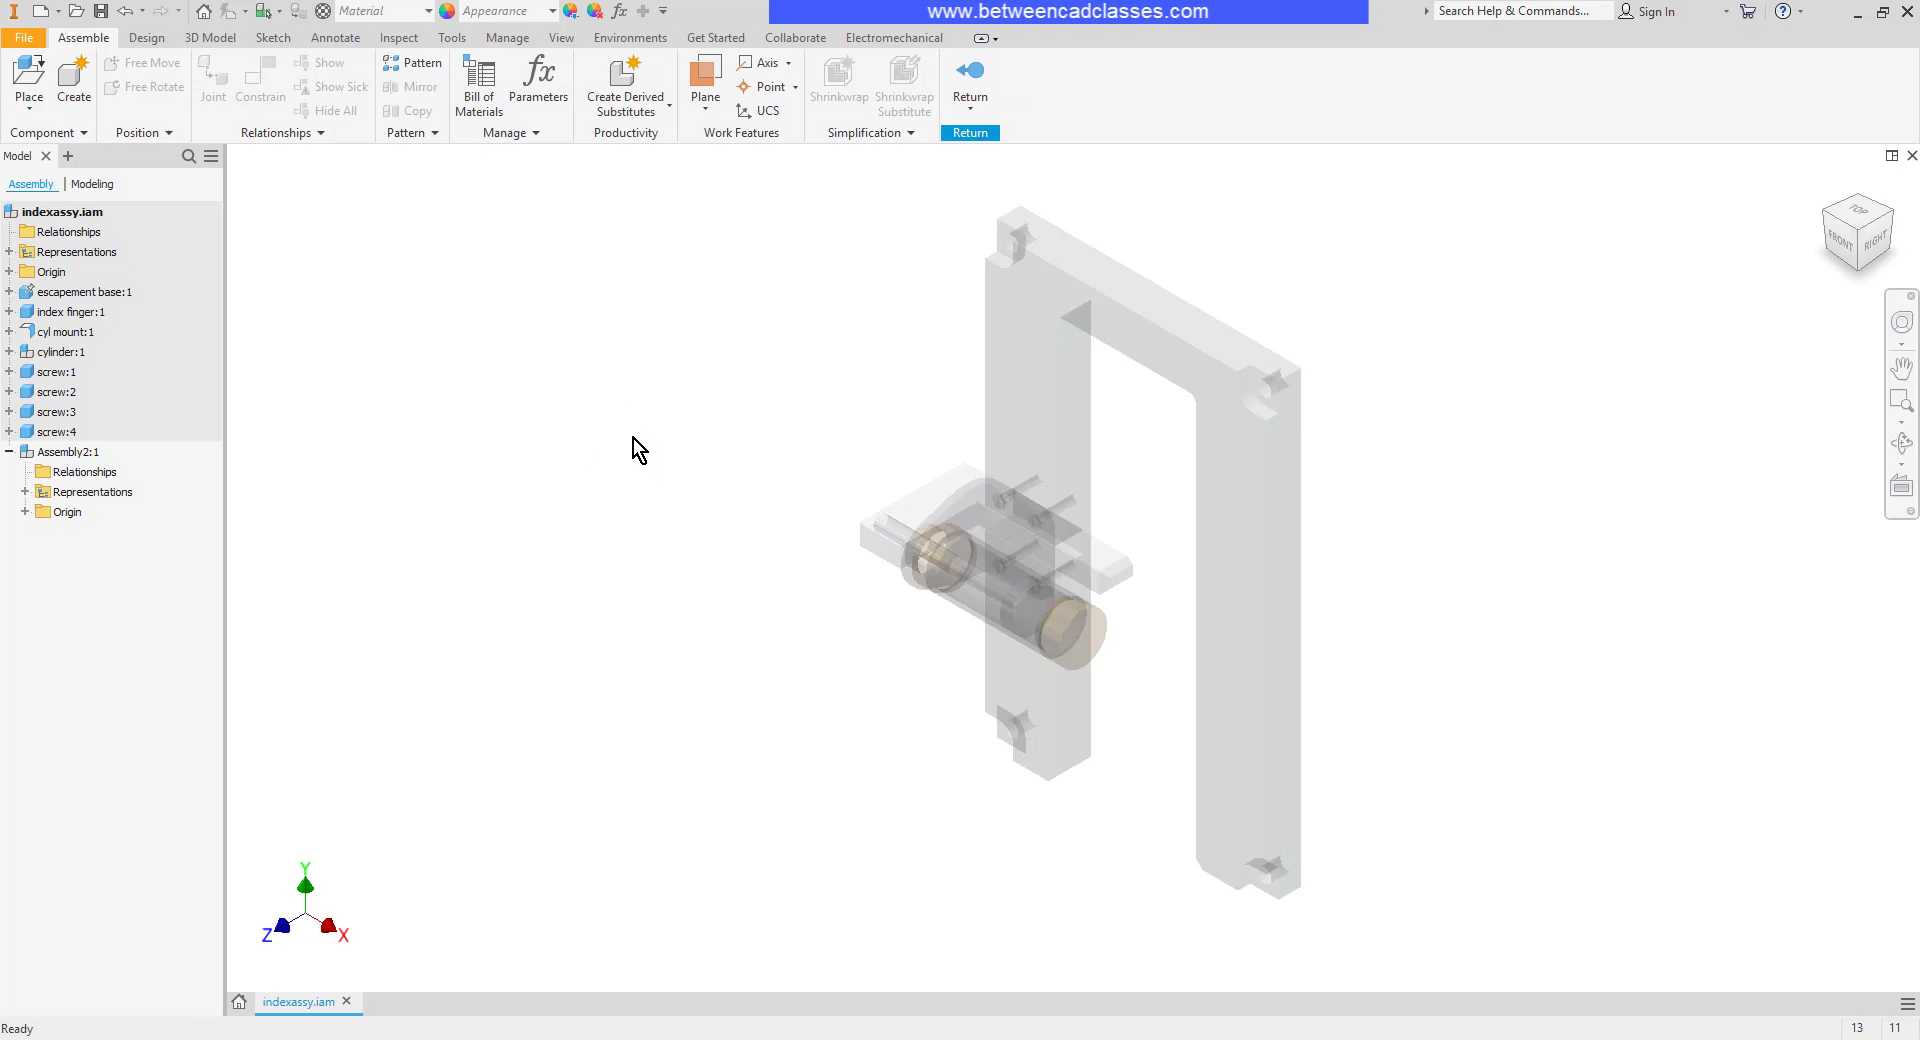 Material
Appearance
fx
www.betweencadclasses.com
Search Help & Commands...
Sign In
File
Assemble
Design
3D Model
Sketch
Annotate
Inspect
Tools
Manage
View
Environments
Get Started
Collaborate
Electromechanical
Place
Create
Component
Free Move
Free Rotate
Position
Joint
Constrain
Show
Show Sick
Hide All
Relationships
Pattern
Mirror
Copy
Pattern
Bill of
Materials
fx
Parameters
Manage
Create Derived
Substitutes
Productivity
Plane
Axis
Point
UCS
Work Features
Shrinkwrap
Shrinkwrap
Substitute
Simplification
Return
Return
Model
Assembly | Modeling
indexassy.iam
Relationships
Representations
Origin
escapement base:1
index finger:1
cyl mount:1
cylinder:1
screw:1
screw:2
screw:3
screw:4
Assembly2:1
Relationships
Representations
Origin
TOP
FRONT
RIGHT
Y
Z
X
indexassy.iam
Ready
13
11